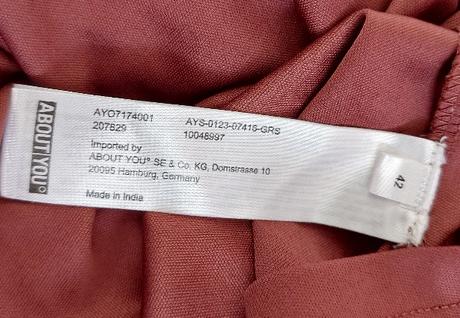 ABOUT YOU°
AYO7174001 AYS-0123-07416-GRS
207829 10048997
Imported by
ABOUT YOU° SE & Co. KG, Domstrasse 10
20095 Hamburg, Germany
Made in India
42